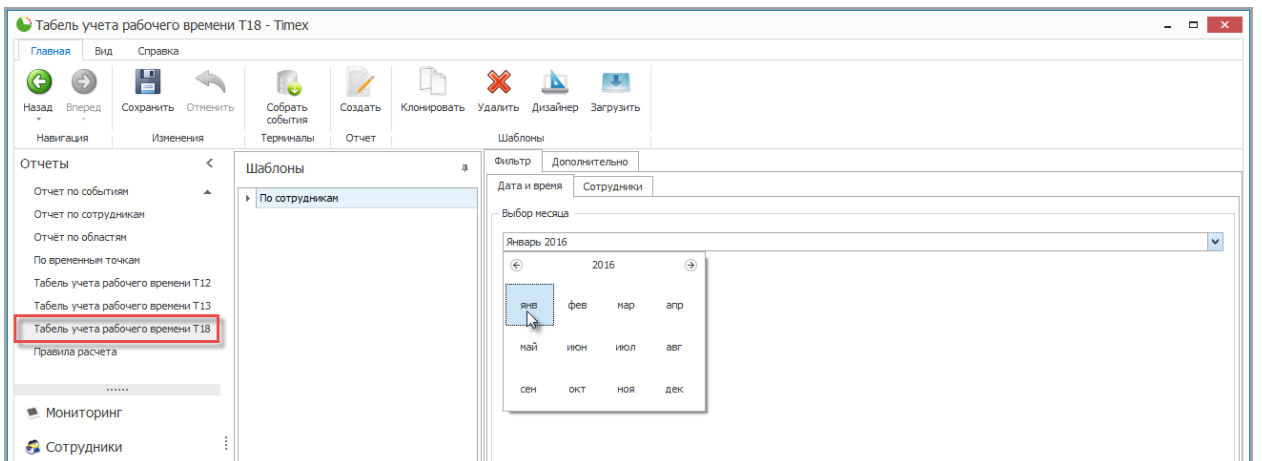 Табель учета рабочего времени Т18 - Timex
Главная Вид Справка
Назад Вперед Сохранить Отменить Собрать события Создать Клонировать Удалить Дизайнер Загрузить
Навигация Изменения Терминалы Отчет Шаблоны
Отчеты
Отчет по событиям
Отчет по сотрудникам
Отчёт по областям
По временным точкам
Табель учета рабочего времени Т12
Табель учета рабочего времени Т13
Табель учета рабочего времени Т18
Правила расчета
Мониторинг
Сотрудники
Шаблоны
По сотрудникам
Фильтр Дополнительно
Дата и время Сотрудники
Выбор месяца
Январь 2016
2016
янв фев мар апр
май июн июл авг
сен окт ноя дек